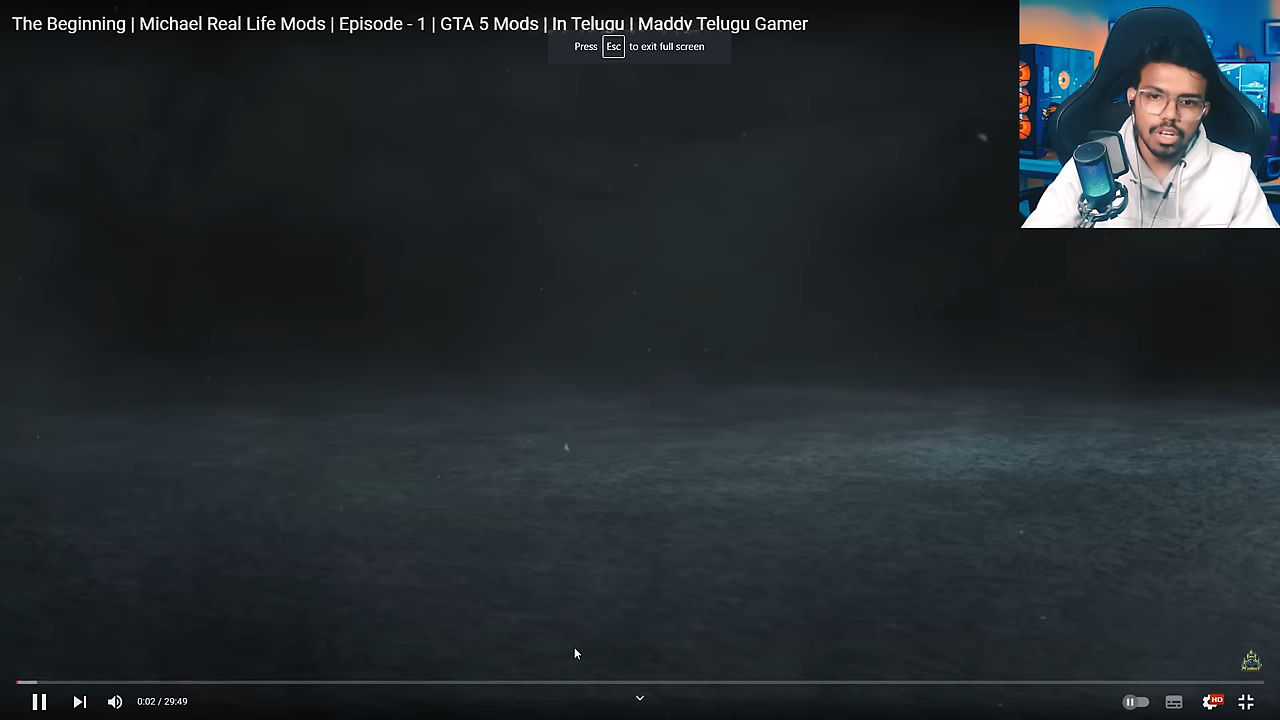 The Beginning | Michael Real Life Mods | Episode - 1 | GTA 5 Mods | In Telugu | Maddy Telugu Gamer
Press Esc to exit full screen
0:02 / 29:49
HD